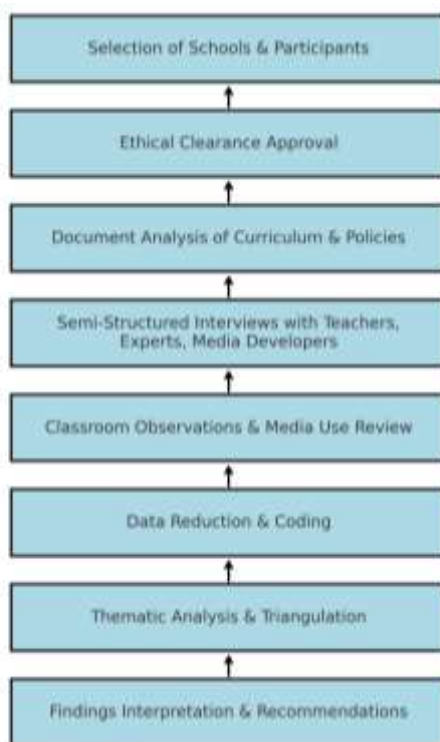 Selection of Schools & Participants
Ethical Clearance Approval
Document Analysis of Curriculum & Policies
Semi-Structured Interviews with Teachers,
Experts, Media Developers
Classroom Observations & Media Use Review
Data Reduction & Coding
Thematic Analysis & Triangulation
Findings Interpretation & Recommendations